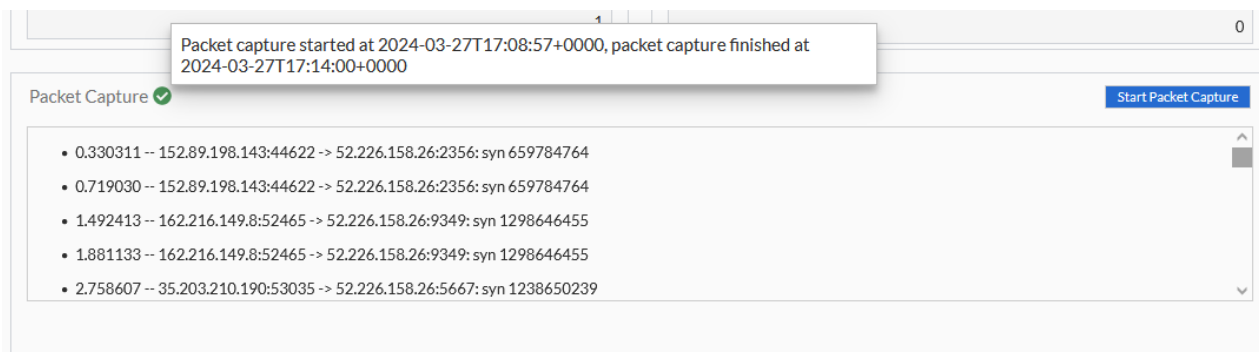 1
0
Packet capture started at 2024-03-27T17:08:57+0000, packet capture finished at
2024-03-27T17:14:00+0000
Packet Capture
Start Packet Capture
• 0.330311 -- 152.89.198.143:44622 -> 52.226.158.26:2356: syn 659784764
• 0.719030 -- 152.89.198.143:44622 -> 52.226.158.26:2356: syn 659784764
• 1.492413 -- 162.216.149.8:52465 -> 52.226.158.26:9349: syn 1298646455
• 1.881133 -- 162.216.149.8:52465 -> 52.226.158.26:9349: syn 1298646455
• 2.758607 -- 35.203.210.190:53035 -> 52.226.158.26:5667: syn 1238650239